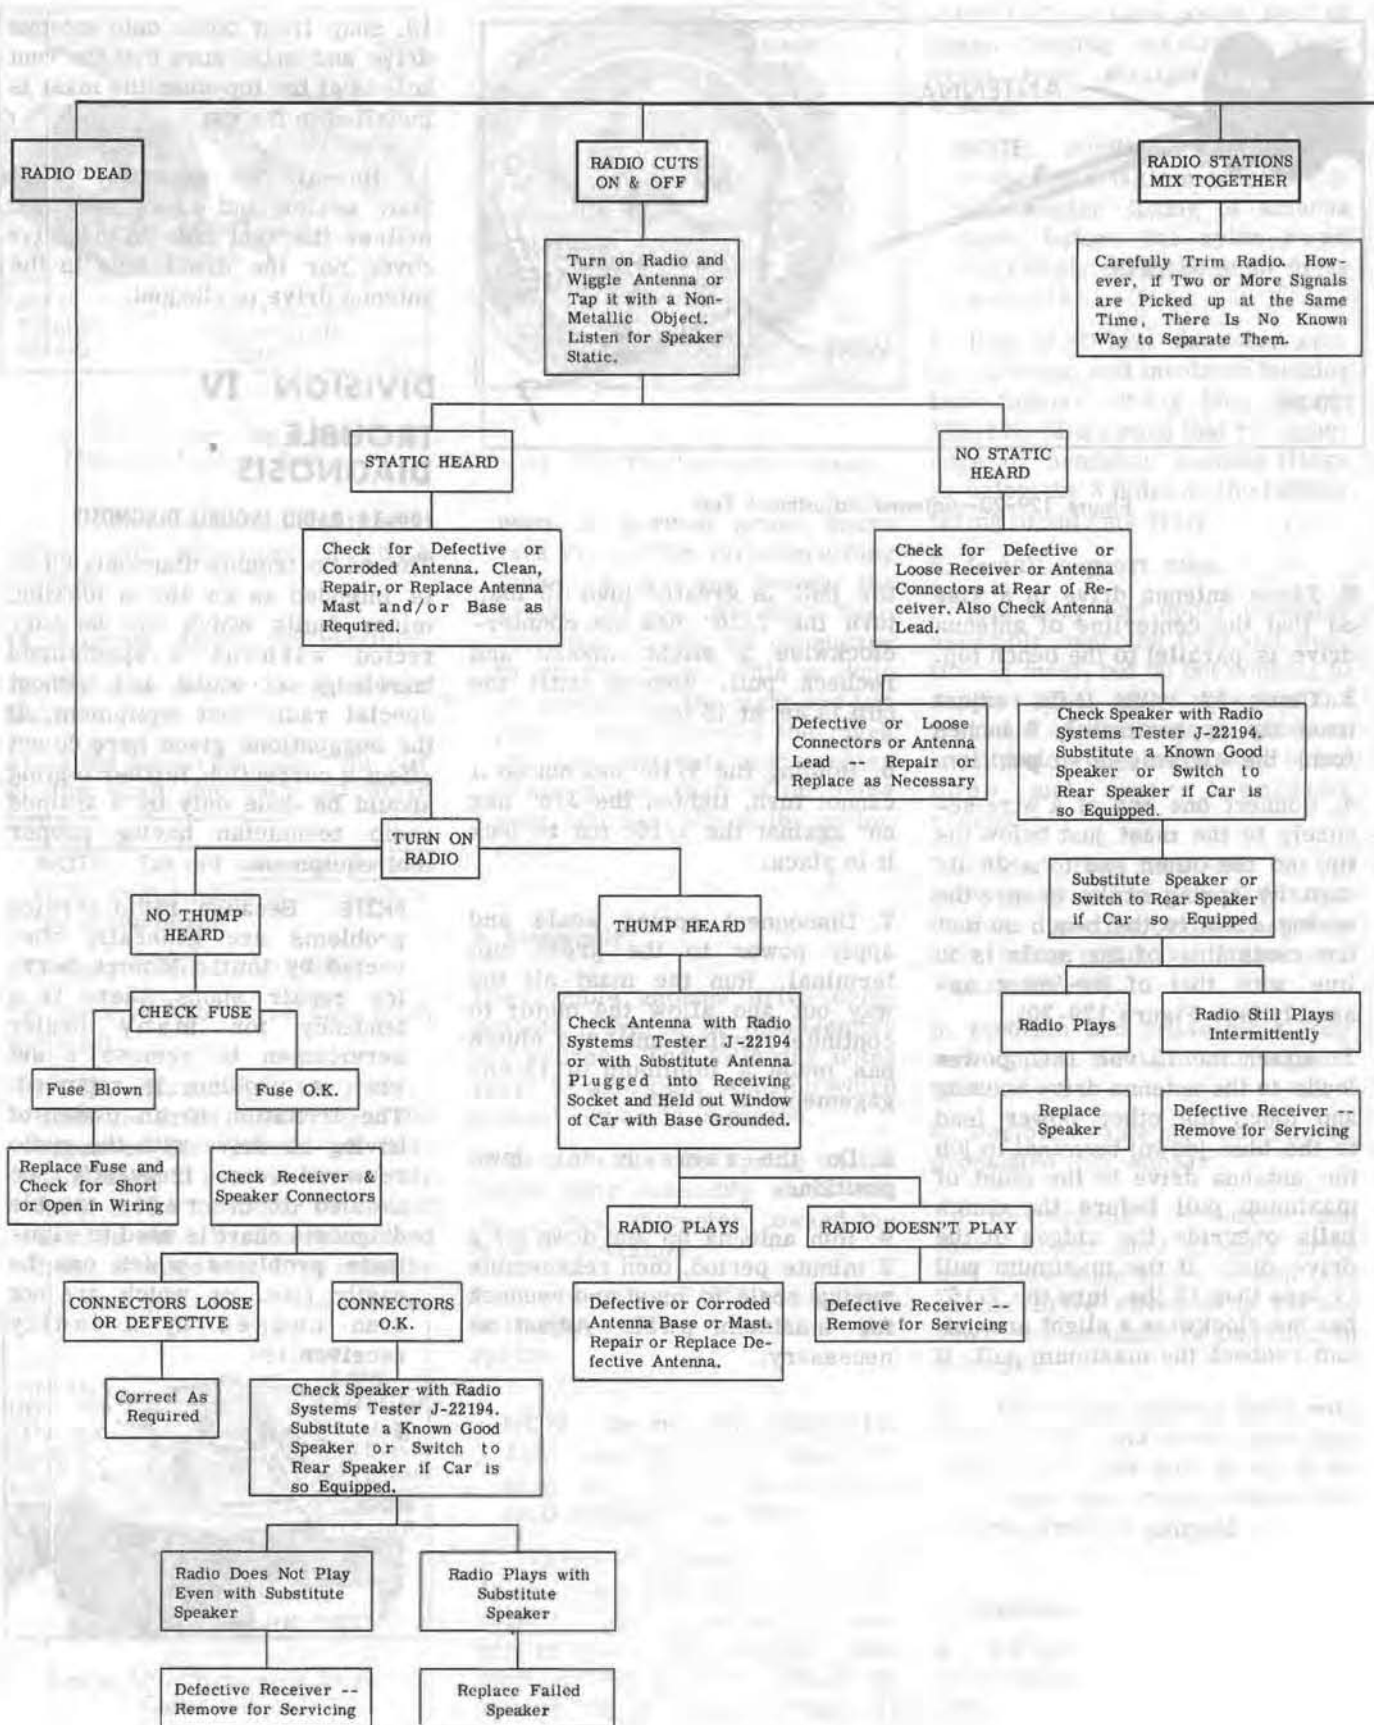 RADIO DEAD
RADIO CUTS
ON & OFF
RADIO STATIONS
MIX TOGETHER
Turn on Radio and
Wiggle Antenna or
Tap it with a Non-
Metallic Object.
Listen for Speaker
Static.
Carefully Trim Radio. How-
ever, if Two or More Signals
are Picked up at the Same
Time, There Is No Known
Way to Separate Them.
STATIC HEARD
NO STATIC
HEARD
Check for Defective or
Corroded Antenna. Clean,
Repair, or Replace Antenna
Mast and/or Base as
Required.
Check for Defective or
Loose Receiver or Antenna
Connectors at Rear of Re-
ceiver. Also Check Antenna
Lead.
Defective or Loose
Connectors or Antenna
Lead -- Repair or
Replace as Necessary
Check Speaker with Radio
Systems Tester J-22194.
Substitute a Known Good
Speaker or Switch to
Rear Speaker if Car is
so Equipped.
Substitute Speaker or
Switch to Rear Speaker
if Car so Equipped
Radio Plays
Radio Still Plays
Intermittently
Replace
Speaker
Defective Receiver --
Remove for Servicing
TURN ON
RADIO
NO THUMP
HEARD
THUMP HEARD
CHECK FUSE
Fuse Blown
Fuse O.K.
Replace Fuse and
Check for Short
or Open in Wiring
Check Receiver &
Speaker Connectors
Check Antenna with Radio
Systems Tester J-22194
or with Substitute Antenna
Plugged into Receiving
Socket and Held out Window
of Car with Base Grounded.
RADIO PLAYS
RADIO DOESN'T PLAY
Defective or Corroded
Antenna Base or Mast.
Repair or Replace De-
fective Antenna.
Defective Receiver --
Remove for Servicing
CONNECTORS LOOSE
OR DEFECTIVE
CONNECTORS
O.K.
Correct As
Required
Check Speaker with Radio
Systems Tester J-22194.
Substitute a Known Good
Speaker or Switch to
Rear Speaker if Car is
so Equipped.
Radio Does Not Play
Even with Substitute
Speaker
Radio Plays with
Substitute
Speaker
Defective Receiver --
Remove for Servicing
Replace Failed
Speaker